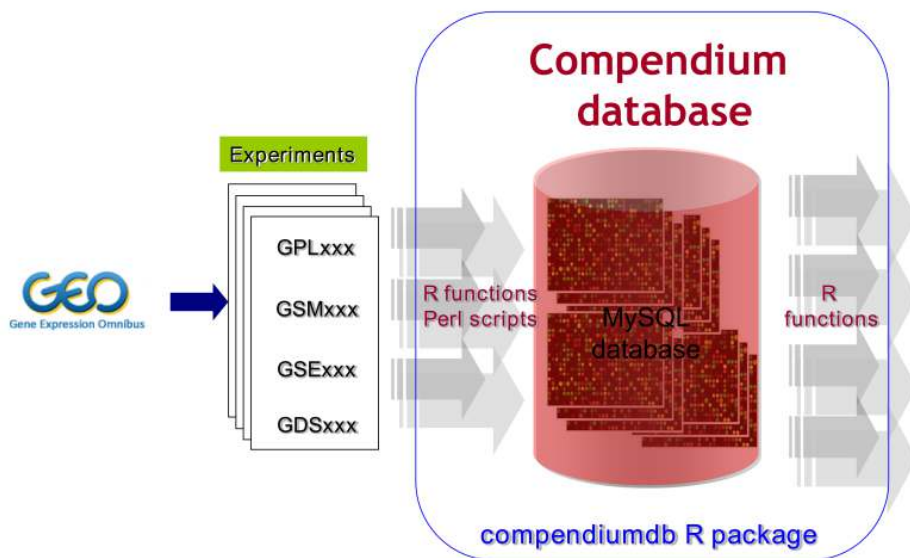 Compendium
database
Experiments
GPLxxx
GSMxxx
GSExxx
GDSxxx
GEO
Gene Expression Omnibus
R functions
Perl scripts
MySQL
database
R
functions
compendiumdb R package